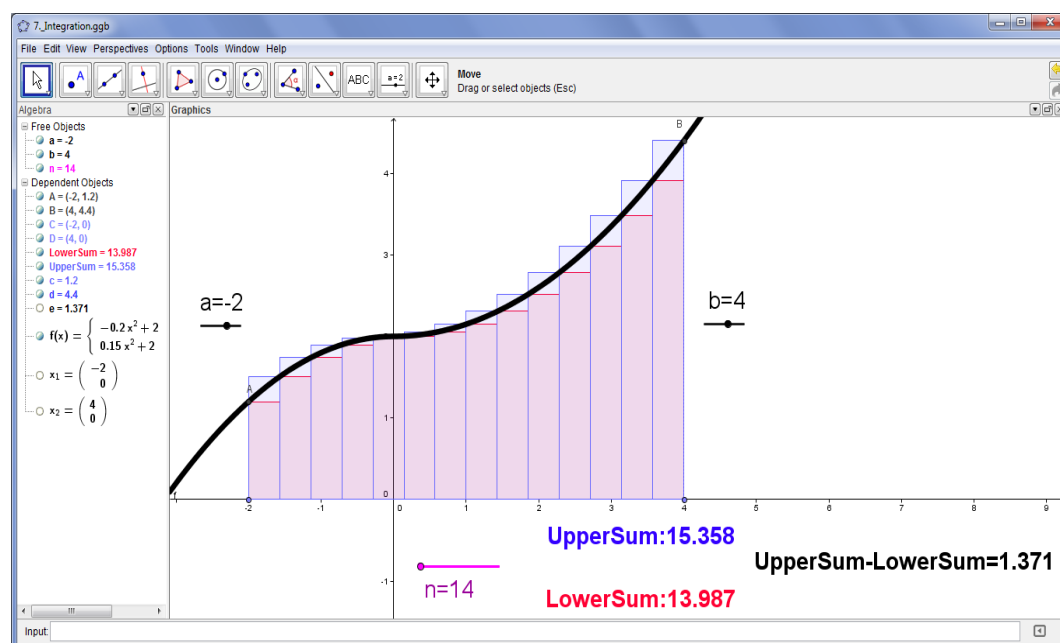 7._Integration.ggb
File Edit View Perspectives Options Tools Window Help
A
α
ABC
a=2
Move
Drag or select objects (Esc)
Algebra
Graphics
Free Objects
a = -2
b = 4
n = 14
Dependent Objects
A = (-2, 1.2)
B = (4, 4.4)
C = (-2, 0)
D = (4, 0)
LowerSum = 13.987
UpperSum = 15.358
c = 1.2
d = 4.4
e = 1.371
f(x) = { −0.2 x² + 2
0.15 x² + 2
x₁ = ( −2
0 )
x₂ = ( 4
0 )
B
4
3
a=-2
b=4
A
1
0
-2 -1 0 1 2 3 4 5 6 7 8 9
UpperSum:15.358
UpperSum-LowerSum=1.371
-1
n=14
LowerSum:13.987
Input: